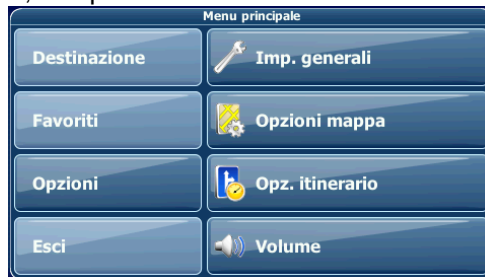 Menu principale
Destinazione
Imp. generali
Favoriti
Opzioni mappa
Opzioni
Opz. itinerario
Esci
Volume